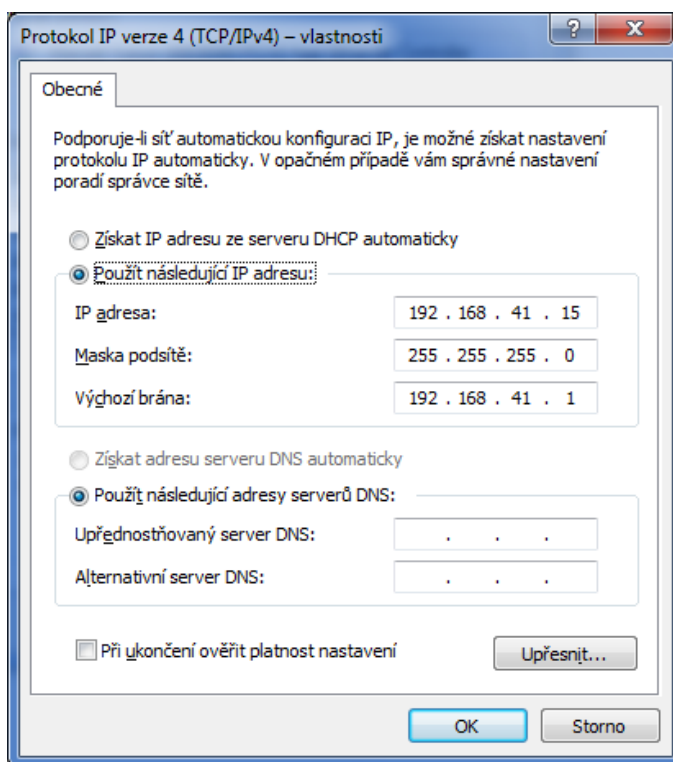 Protokol IP verze 4 (TCP/IPv4) – vlastnosti
Obecné
Podporuje-li síť automatickou konfiguraci IP, je možné získat nastavení
protokolu IP automaticky. V opačném případě vám správné nastavení
poradí správce sítě.
Získat IP adresu ze serveru DHCP automaticky
Použít následující IP adresu:
IP adresa: 192 . 168 . 41 . 15
Maska podsítě: 255 . 255 . 255 . 0
Výchozí brána: 192 . 168 . 41 . 1
Získat adresu serveru DNS automaticky
Použít následující adresy serverů DNS:
Upřednostňovaný server DNS: . . .
Alternativní server DNS: . . .
Při ukončení ověřit platnost nastavení Upřesnit...
OK Storno